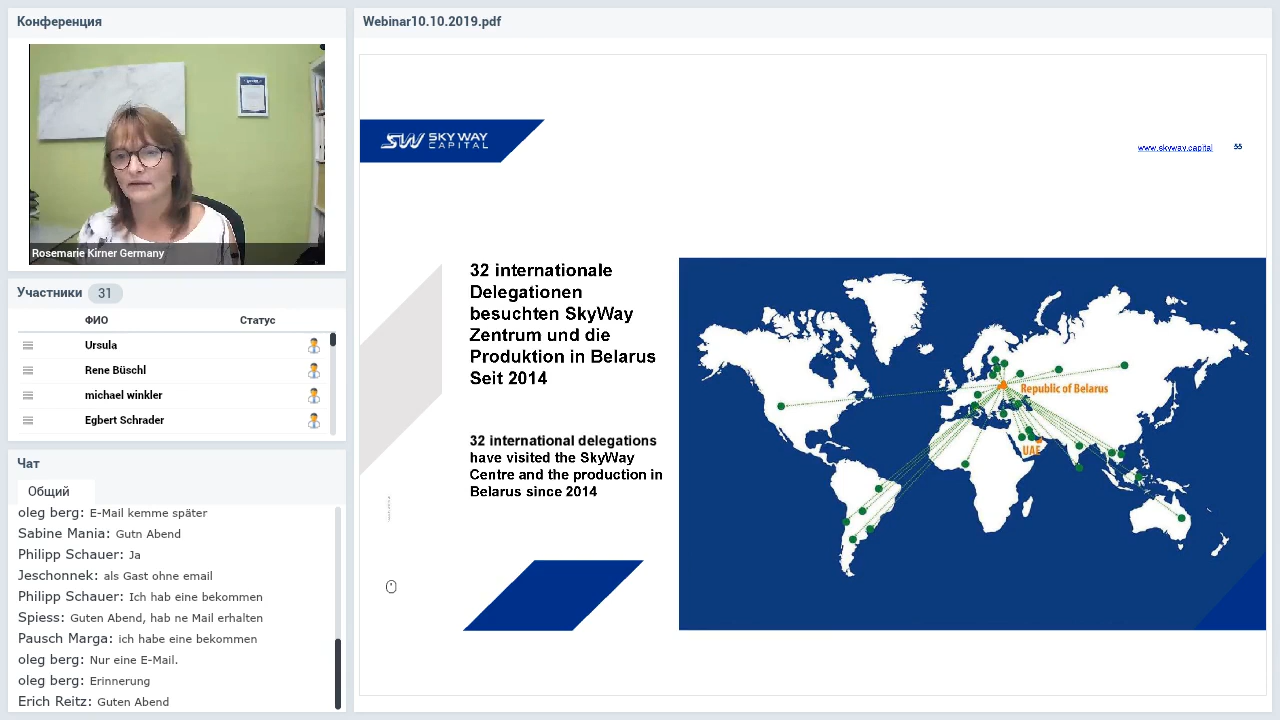 Конференция
Rosemarie Kirner Germany
Участники 31
ФИО Статус
Ursula
Rene Büschl
michael winkler
Egbert Schrader
Чат
Общий
oleg berg: E-Mail kemme später
Sabine Mania: Gutn Abend
Philipp Schauer: Ja
Jeschonnek: als Gast ohne email
Philipp Schauer: Ich hab eine bekommen
Spiess: Guten Abend, hab ne Mail erhalten
Pausch Marga: ich habe eine bekommen
oleg berg: Nur eine E-Mail.
oleg berg: Erinnerung
Erich Reitz: Guten Abend
Webinar10.10.2019.pdf
SW SKY WAY
CAPITAL
www.skyway.capital 55
32 internationale
Delegationen
besuchten SkyWay
Zentrum und die
Produktion in Belarus
Seit 2014
32 international delegations
have visited the SkyWay
Centre and the production in
Belarus since 2014
Republic of Belarus
UAE